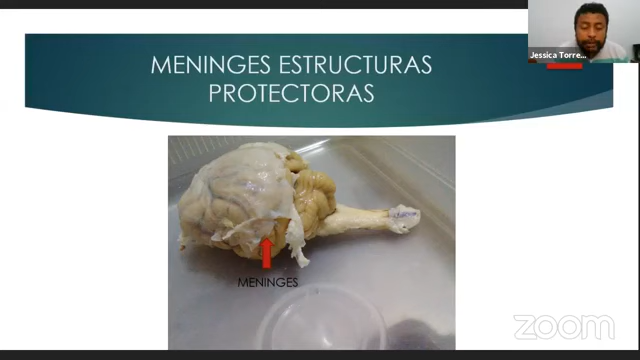 MENINGES ESTRUCTURAS
PROTECTORAS
Jessica Torre...
MENINGES
zoom